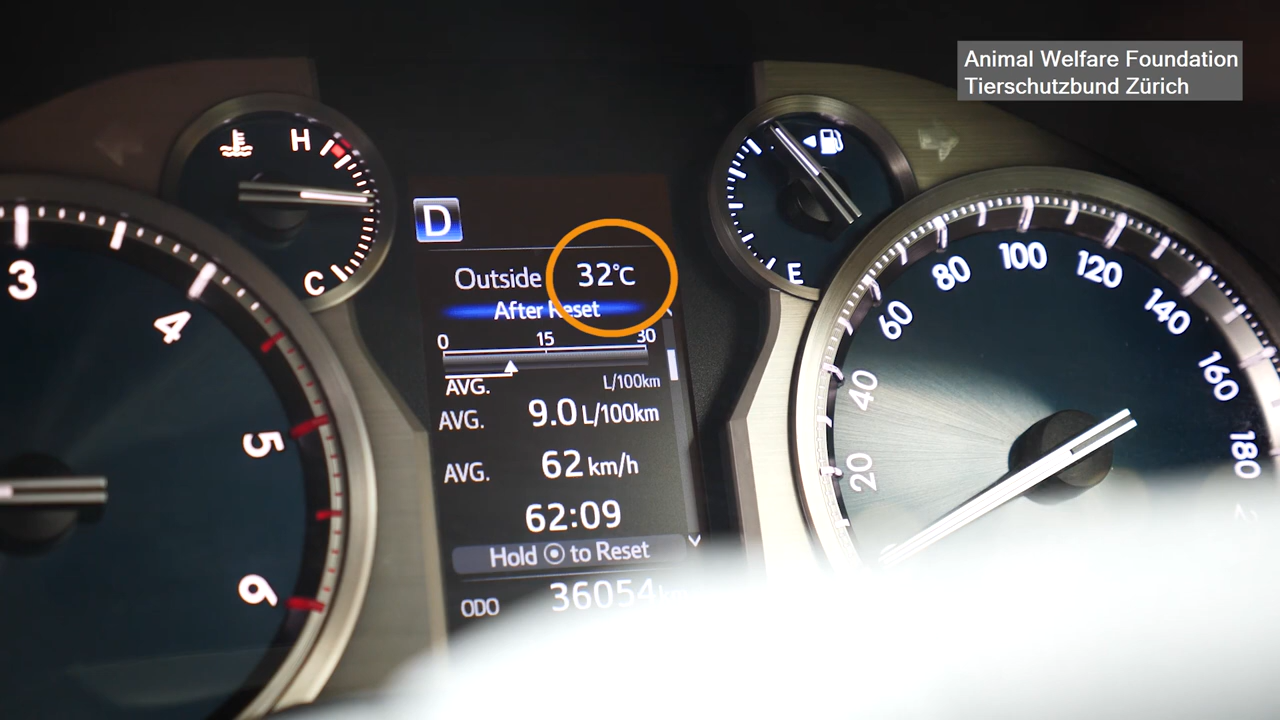 Animal Welfare Foundation
Tierschutzbund Zürich
H
C
D
E
Outside 32°C
After Reset
0 15 30
AVG. L/100km
AVG. 9.0 L/100km
AVG. 62 km/h
62:09
Hold to Reset
ODO 36054 km
3
4
5
6
20
40
60
80
100
120
140
160
180